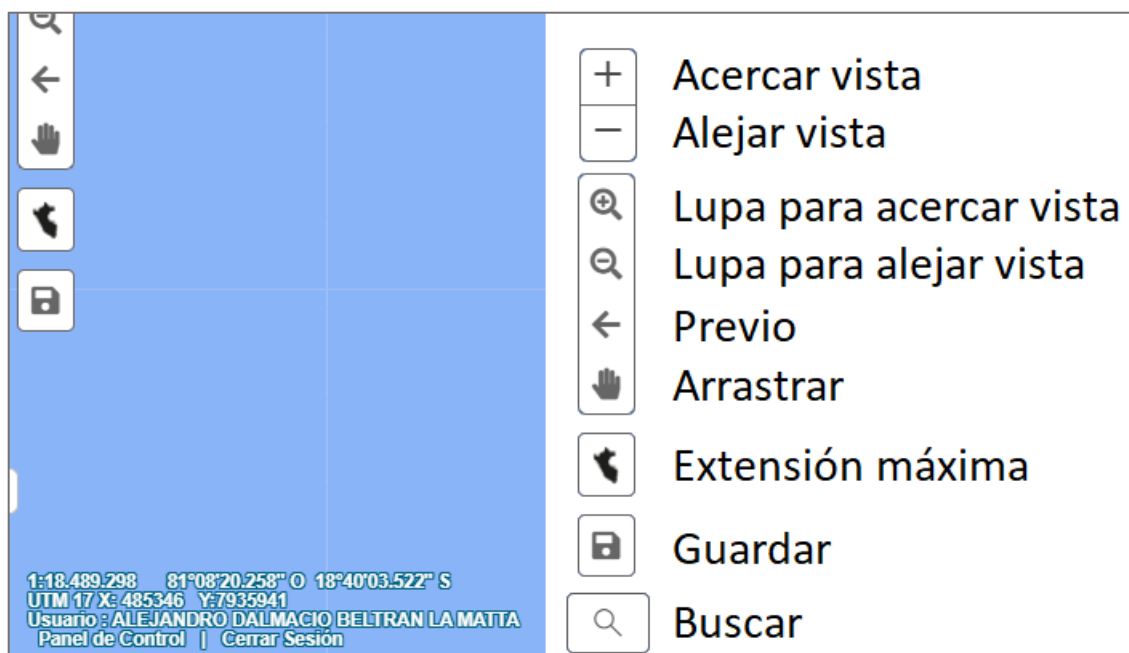 Acercar vista
Alejar vista
Lupa para acercar vista
Lupa para alejar vista
Previo
Arrastrar
Extensión máxima
Guardar
Buscar
1:18.489.298 81°08'20.258" O 18°40'03.522" S
UTM 17 X: 485346 Y:7935941
Usuario : ALEJANDRO DALMACIO BELTRAN LA MATTA
Panel de Control | Cerrar Sesión